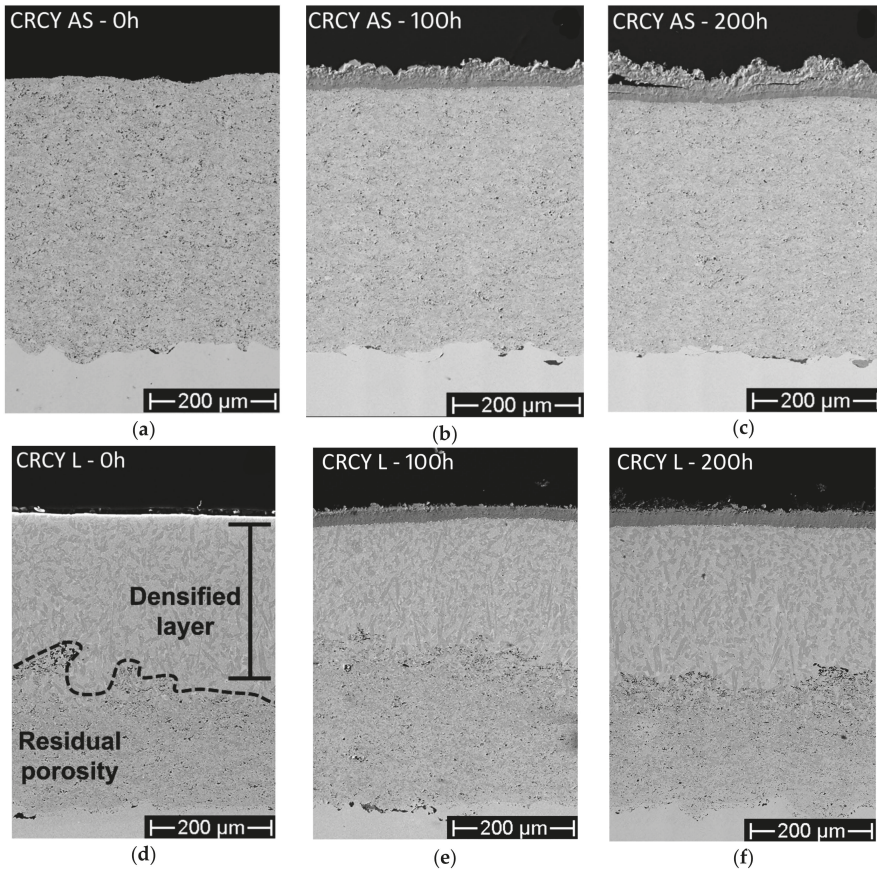 CRCY AS - 0h
CRCY AS - 100h
CRCY AS - 200h
200 µm
200 µm
200 µm
(a)
(b)
(c)
CRCY L - 0h
CRCY L - 100h
CRCY L - 200h
Densified
layer
Residual
porosity
200 µm
200 µm
200 µm
(d)
(e)
(f)